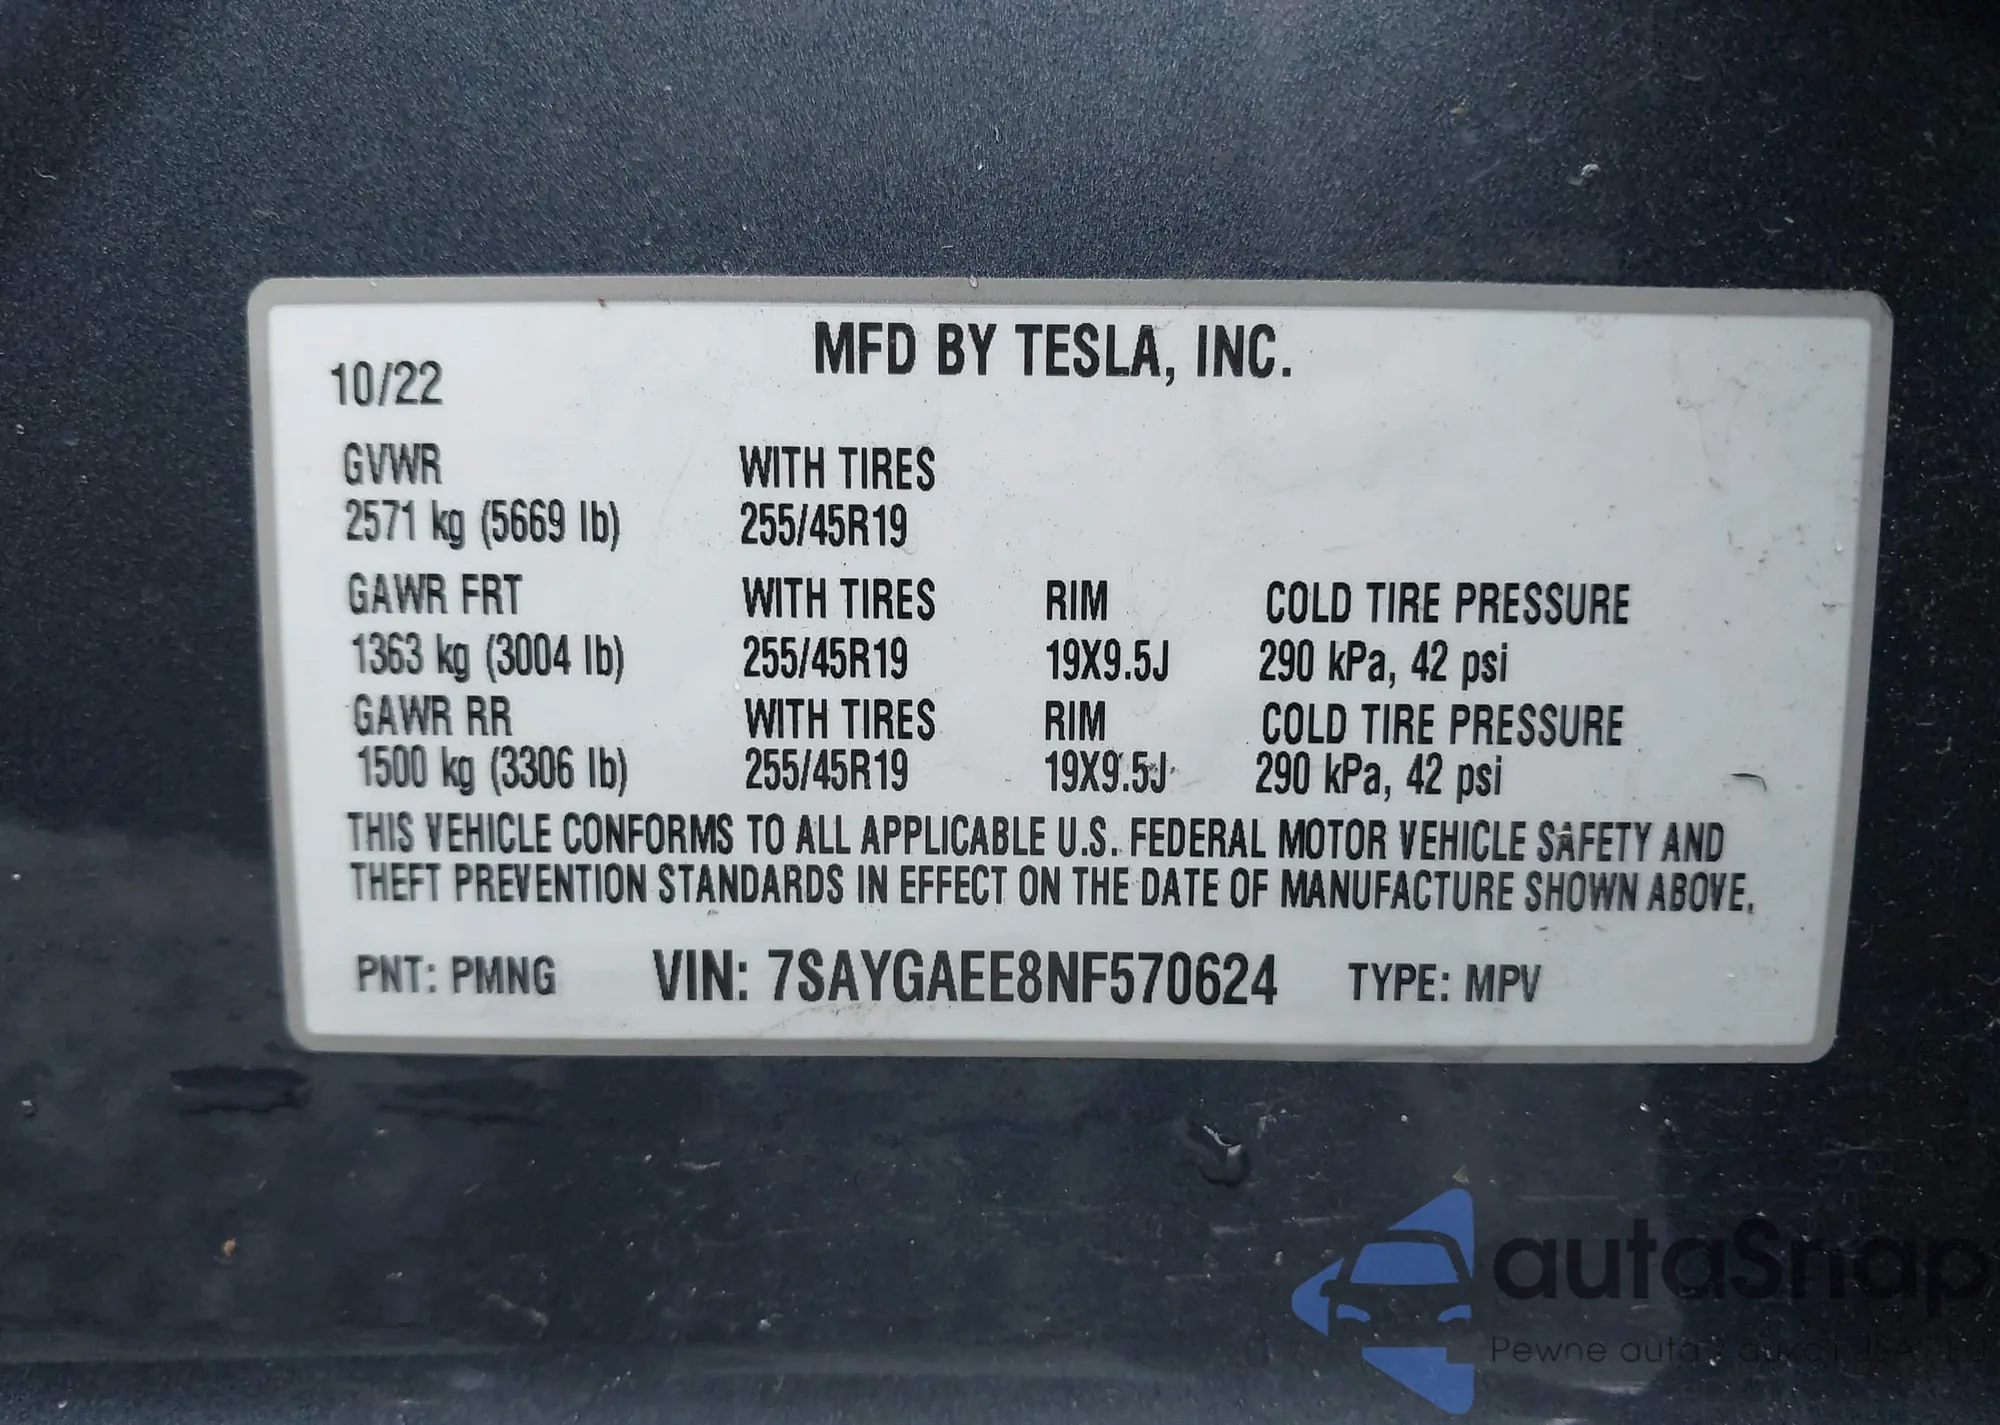 MFD BY TESLA, INC.
10/22
GVWR WITH TIRES
2571 kg (5669 lb) 255/45R19
GAWR FRT WITH TIRES RIM COLD TIRE PRESSURE
1363 kg (3004 lb) 255/45R19 19X9.5J 290 kPa, 42 psi
GAWR RR WITH TIRES RIM COLD TIRE PRESSURE
1500 kg (3306 lb) 255/45R19 19X9.5J 290 kPa, 42 psi
THIS VEHICLE CONFORMS TO ALL APPLICABLE U.S. FEDERAL MOTOR VEHICLE SAFETY AND
THEFT PREVENTION STANDARDS IN EFFECT ON THE DATE OF MANUFACTURE SHOWN ABOVE.
PNT: PMNG VIN: 7SAYGAEE8NF570624 TYPE: MPV
autaSnap
Pewne auta